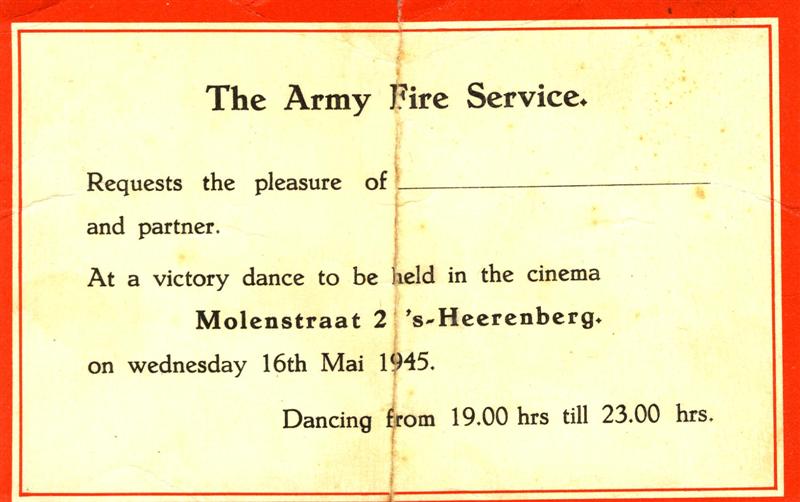 The Army Fire Service.
Requests the pleasure of
and partner.
At a victory dance to be held in the cinema
Molenstraat 2 's-Heerenberg.
on wednesday 16th Mai 1945.
Dancing from 19.00 hrs till 23.00 hrs.